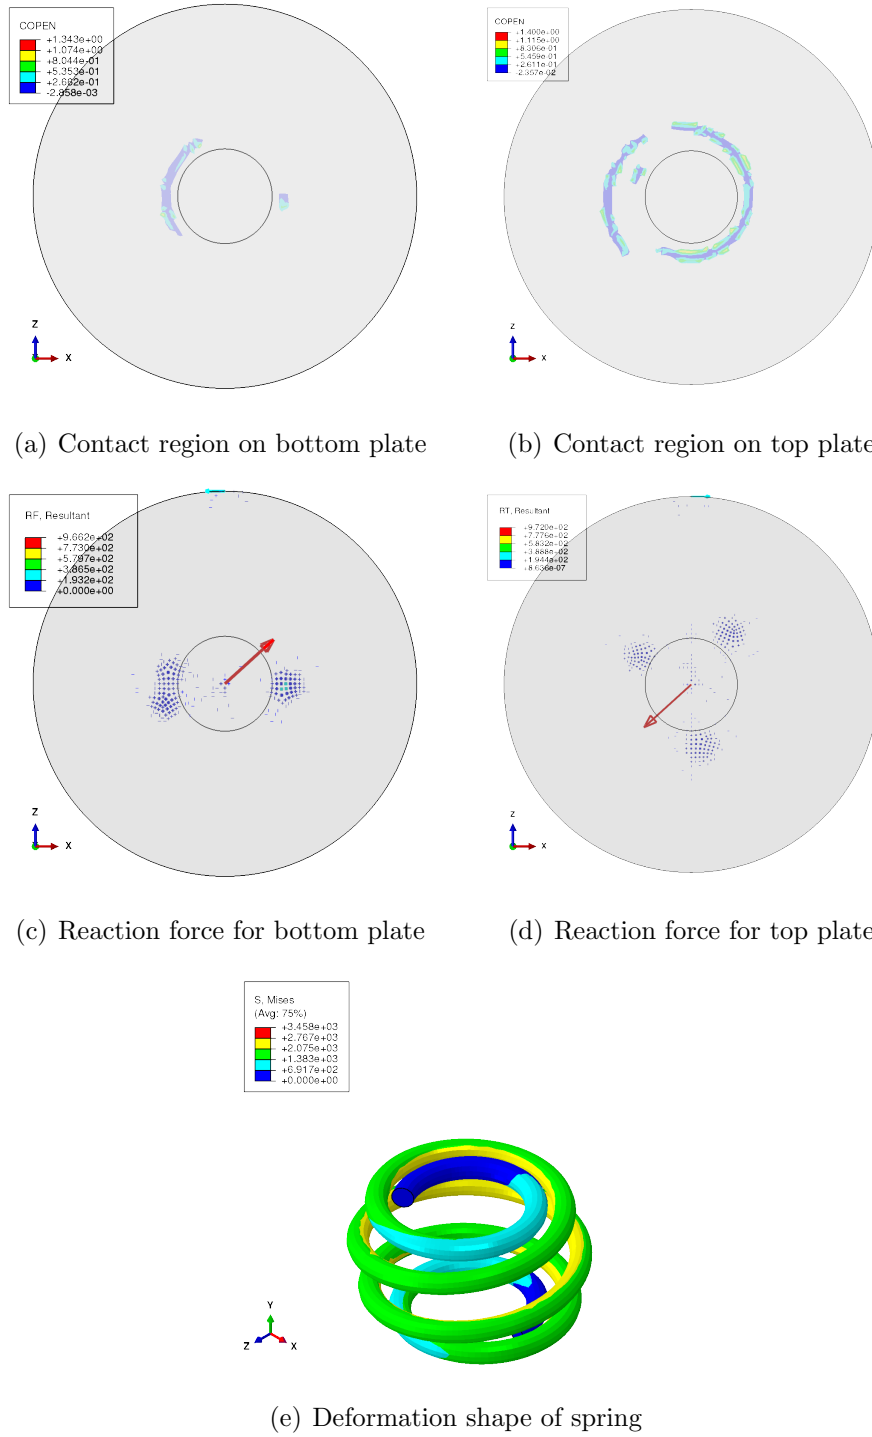 COPEN
+1.343e+00
+1.074e+00
+8.044e-01
+5.353e-01
+2.662e-01
-2.858e-03
Z
X
COPEN
+1.400e+00
+1.115e+00
+8.306e-01
+5.459e-01
+2.611e-01
-2.357e-02
Z
X
(a) Contact region on bottom plate
(b) Contact region on top plate
RF, Resultant
+9.662e+02
+7.730e+02
+5.797e+02
+3.865e+02
+1.932e+02
+0.000e+00
Z
X
RT, Resultant
+9.720e+02
+7.776e+02
+5.832e+02
+3.888e+02
+1.944e+02
+8.636e-07
Z
X
(c) Reaction force for bottom plate
(d) Reaction force for top plate
S, Mises
(Avg: 75%)
+3.458e+03
+2.767e+03
+2.075e+03
+1.383e+03
+6.917e+02
+0.000e+00
Y
Z
X
(e) Deformation shape of spring